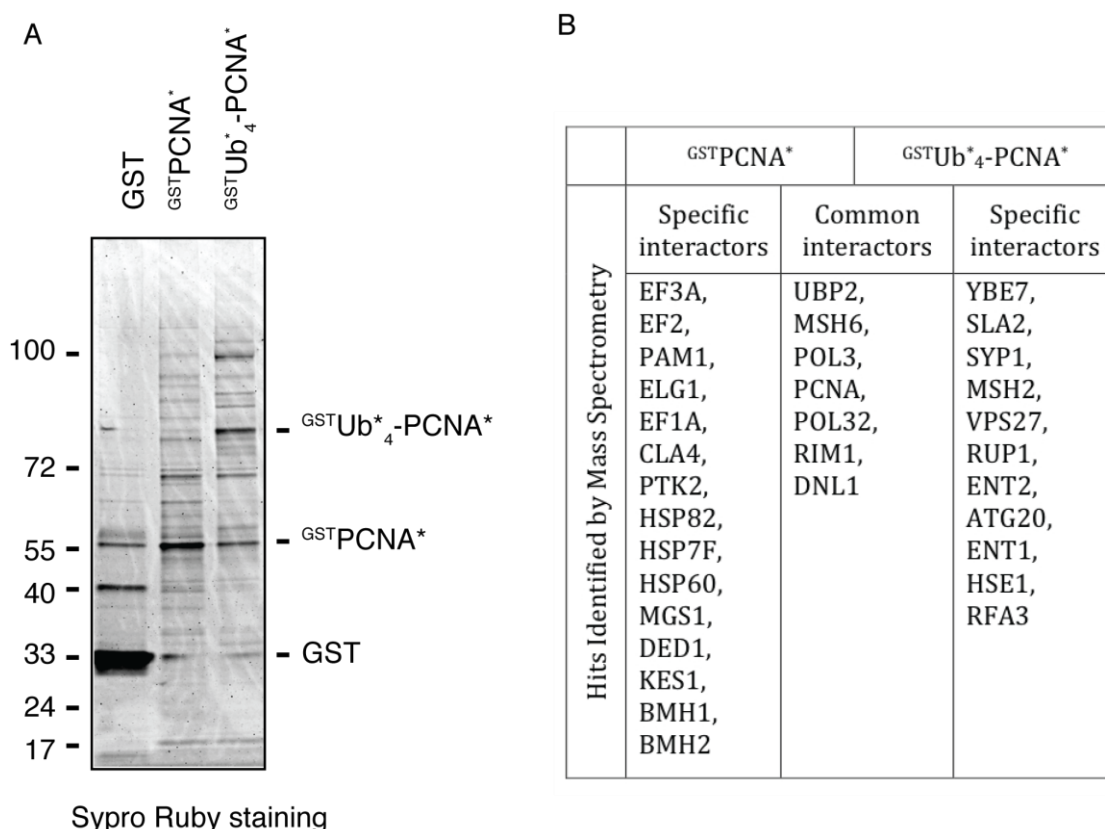 A
GST
GSTPCNA*
GSTUb*4-PCNA*
100
72
55
40
33
24
17
GSTUb*4-PCNA*
GSTPCNA*
GST
Sypro Ruby staining
B
GSTPCNA*
GSTUb*4-PCNA*
Hits Identified by Mass Spectrometry
Specific
interactors
Common
interactors
Specific
interactors
EF3A,
EF2,
PAM1,
ELG1,
EF1A,
CLA4,
PTK2,
HSP82,
HSP7F,
HSP60,
MGS1,
DED1,
KES1,
BMH1,
BMH2
UBP2,
MSH6,
POL3,
PCNA,
POL32,
RIM1,
DNL1
YBE7,
SLA2,
SYP1,
MSH2,
VPS27,
RUP1,
ENT2,
ATG20,
ENT1,
HSE1,
RFA3